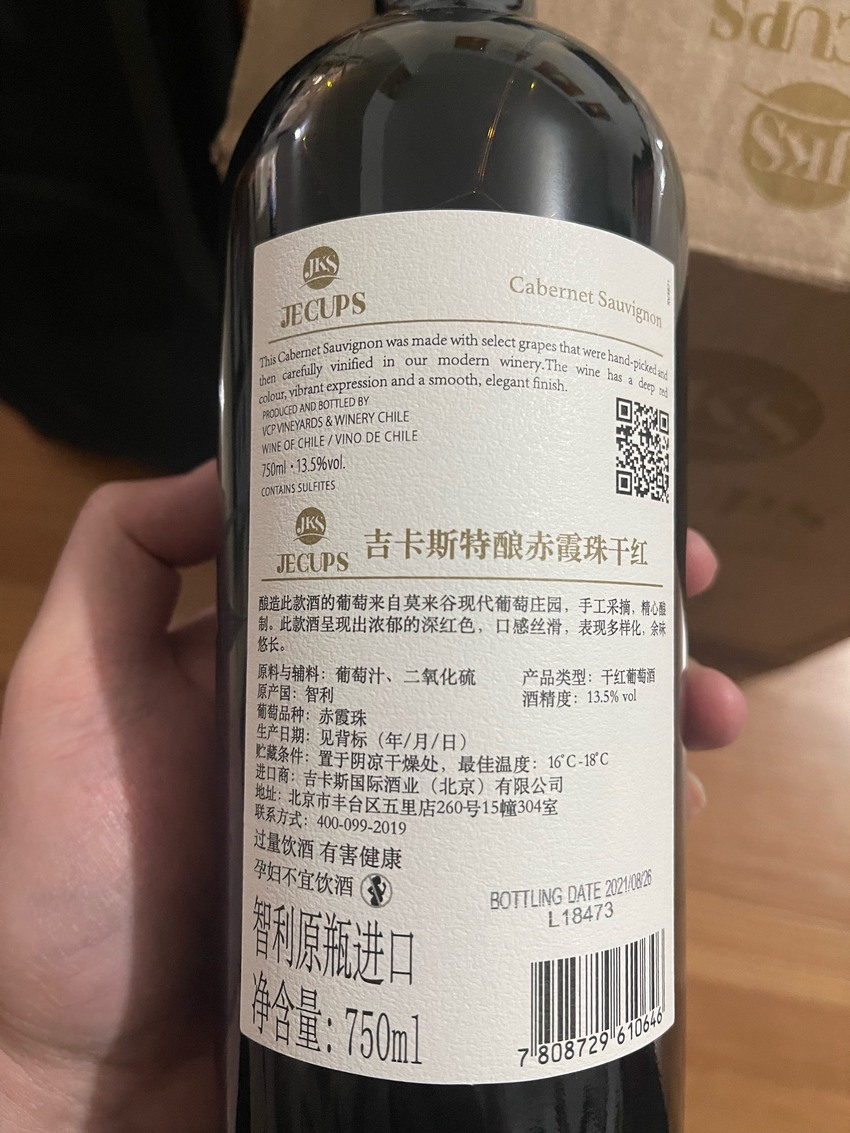 CUPS
JKS
JKS
JECUPS
Cabernet Sauvignon
This Cabernet Sauvignon was made with select grapes that were hand-picked and
then carefully vinified in our modern winery.The wine has a deep red
colour, vibrant expression and a smooth, elegant finish.
PRODUCED AND BOTTLED BY
VCP VINEYARDS & WINERY CHILE
WINE OF CHILE / VINO DE CHILE
750ml · 13.5%vol.
CONTAINS SULFITES
JKS
JECUPS
吉卡斯特酿赤霞珠干红
酿造此款酒的葡萄来自莫来谷现代葡萄庄园，手工采摘，精心酿
制。此款酒呈现出浓郁的深红色，口感丝滑，表现多样化，余味
悠长。
原料与辅料：葡萄汁、二氧化硫
产品类型：干红葡萄酒
原产国：智利
酒精度：13.5% vol
葡萄品种：赤霞珠
生产日期：见背标（年/月/日）
贮藏条件：置于阴凉干燥处，最佳温度：16°C-18°C
进口商：吉卡斯国际酒业（北京）有限公司
地址：北京市丰台区五里店260号15幢304室
联系方式：400-099-2019
过量饮酒 有害健康
孕妇不宜饮酒
BOTTLING DATE 2021/08/26
L18473
智利原瓶进口
净含量：750ml
7 808729 610646